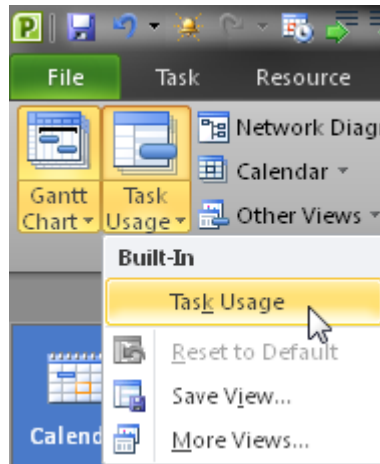 P
File Task Resource
Network Diag
Calendar
Gantt Chart
Task Usage
Other Views
Built-In
Task Usage
Reset to Default
Save View...
More Views...
Calend